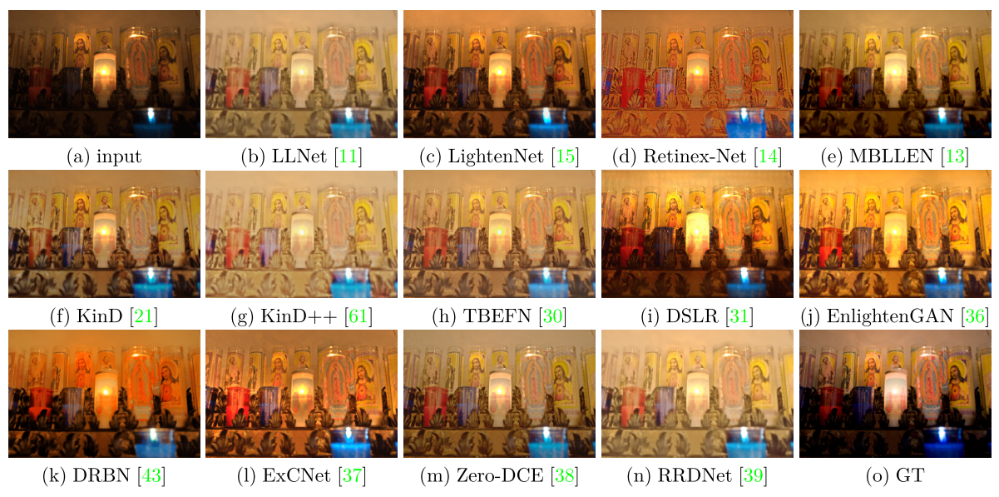 (a) input (b) LLNet [11] (c) LightenNet [15] (d) Retinex-Net [14] (e) MBLLEN [13]
(f) KinD [21] (g) KinD++ [61] (h) TBEFN [30] (i) DSLR [31] (j) EnlightenGAN [36]
(k) DRBN [43] (l) ExCNet [37] (m) Zero-DCE [38] (n) RRDNet [39] (o) GT